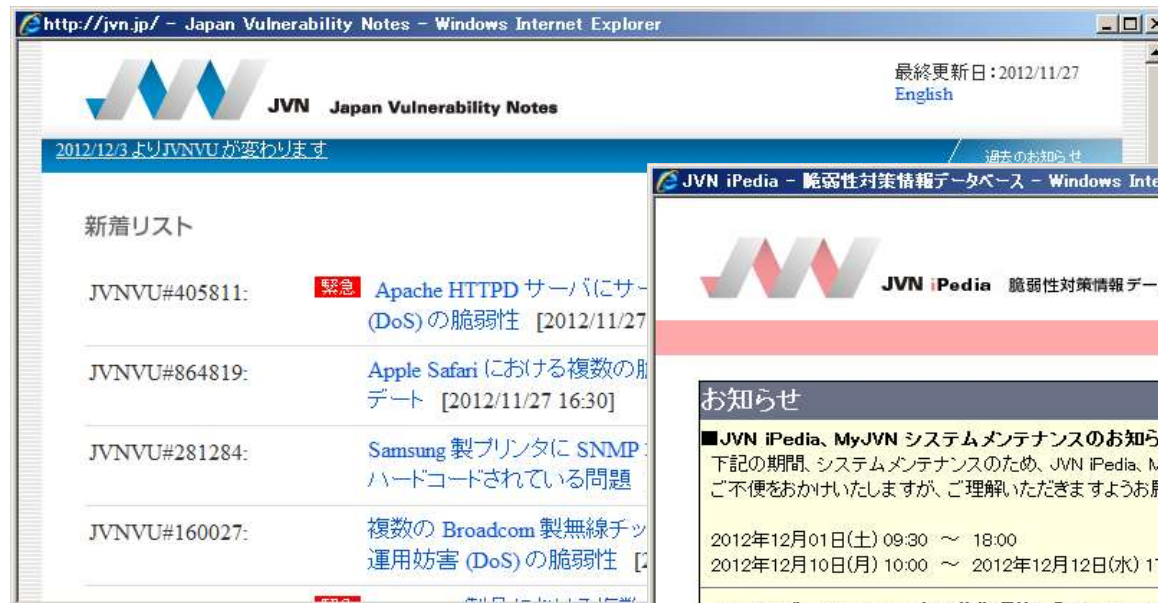 http://jvn.jp/ - Japan Vulnerability Notes - Windows Internet Explorer
JVN Japan Vulnerability Notes
最終更新日：2012/11/27
English
2012/12/3 よりJVNVU が変わります
過去のお知らせ
新着リスト
JVNVU#405811:
緊急 Apache HTTPD サーバにサー
(DoS) の脆弱性 [2012/11/27
JVNVU#864819:
Apple Safari における複数の脆
デート [2012/11/27 16:30]
JVNVU#281284:
Samsung 製プリンタに SNMP
ハードコードされている問題
JVNVU#160027:
複数の Broadcom 製無線チッ
運用妨害 (DoS) の脆弱性 [2
JVN iPedia - 脆弱性対策情報データベース - Windows Inte
JVN iPedia 脆弱性対策情報デー
お知らせ
■JVN iPedia、MyJVN システムメンテナンスのお知ら
下記の期間、システムメンテナンスのため、JVN iPedia、M
ご不便をおかけいたしますが、ご理解いただきますようお願
2012年12月01日(土) 09:30 ～ 18:00
2012年12月10日(月) 10:00 ～ 2012年12月12日(水) 17